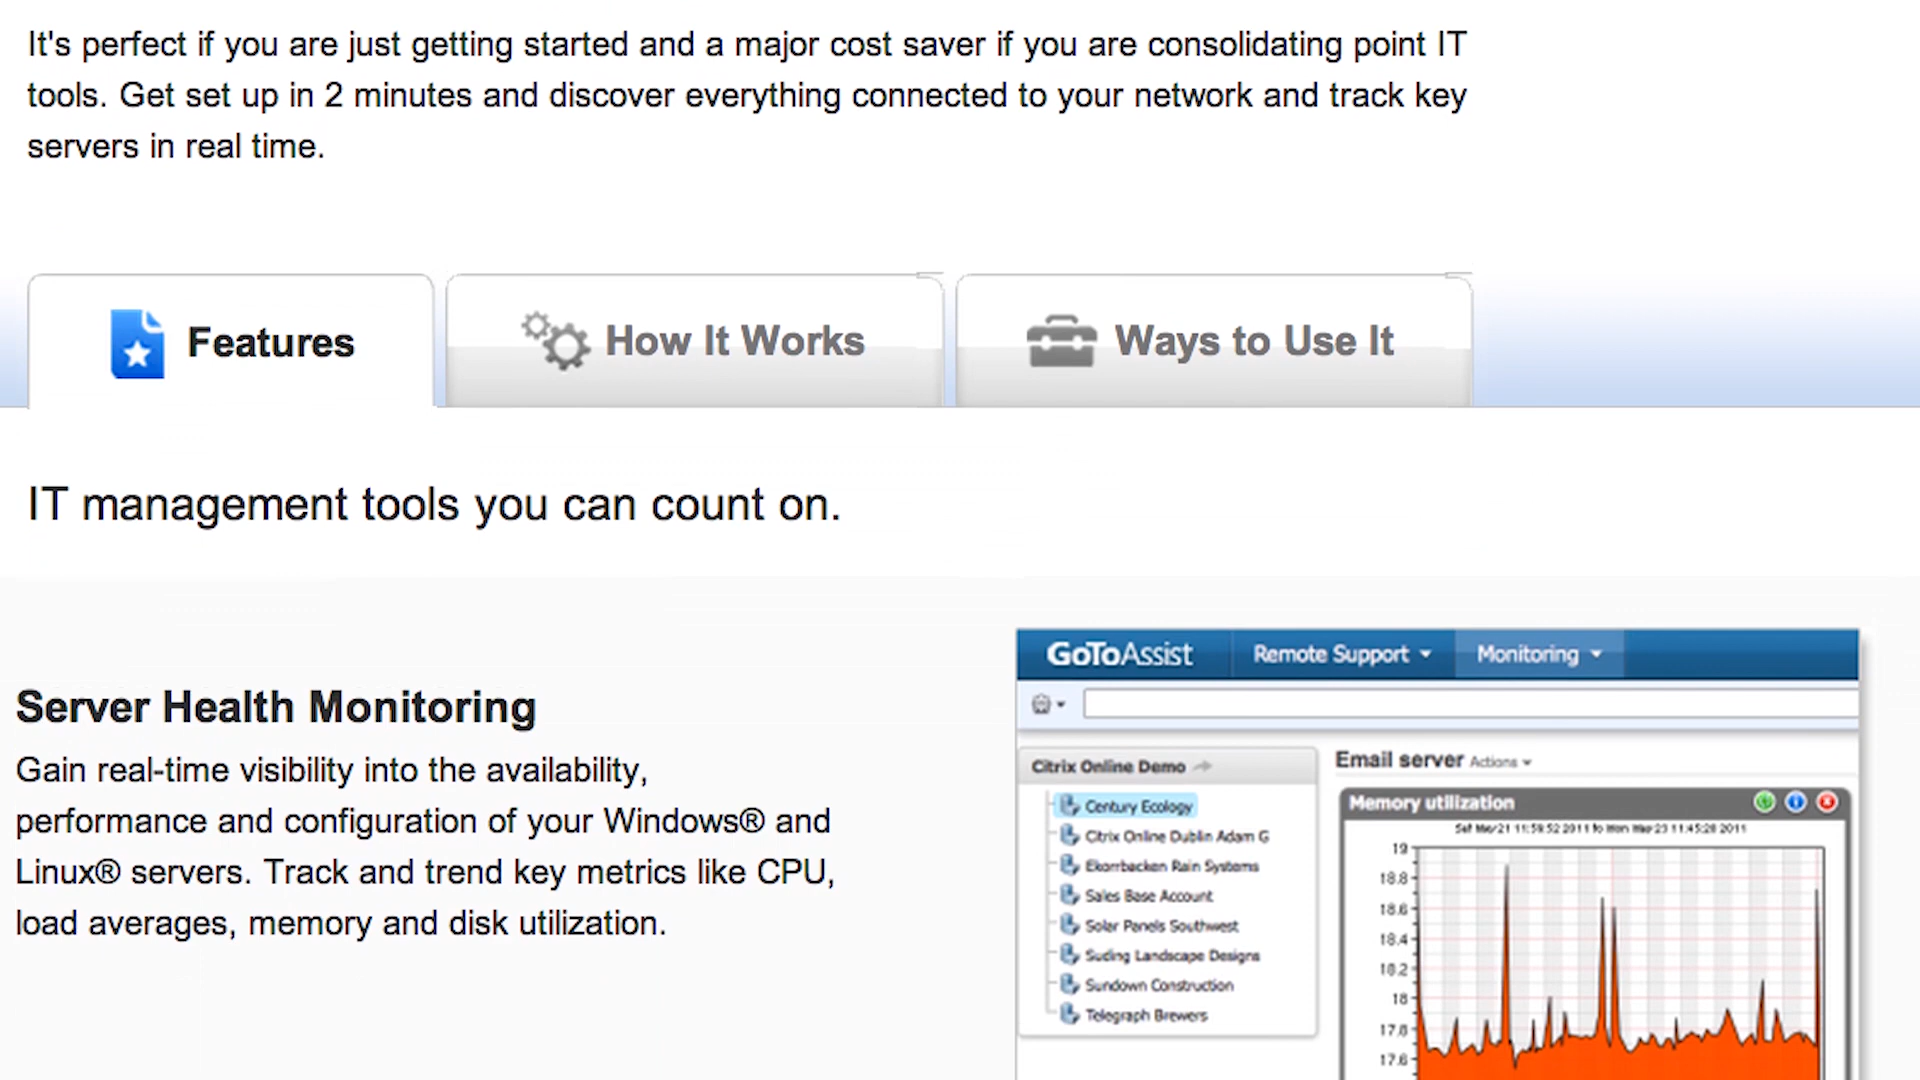 It's perfect if you are just getting started and a major cost saver if you are consolidating point IT
tools. Get set up in 2 minutes and discover everything connected to your network and track key
servers in real time.
Features
How It Works
Ways to Use It
IT management tools you can count on.
Server Health Monitoring
Gain real-time visibility into the availability,
performance and configuration of your Windows® and
Linux® servers. Track and trend key metrics like CPU,
load averages, memory and disk utilization.
GoToAssist
Remote Support
Monitoring
Citrix Online Demo
Century Ecology
Citrix Online Dublin Adam G
Ekorrbacken Rain Systems
Sales Base Account
Solar Panels Southwest
Suding Landscape Designs
Sundown Construction
Telegraph Brewers
Email server Actions
Memory utilization
19
18.8
18.6
18.4
18.2
18
17.8
17.6